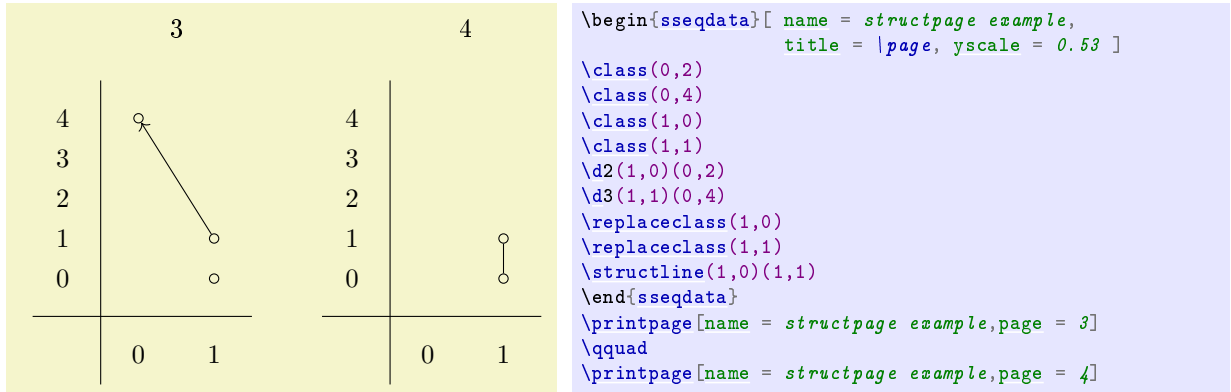 3 4
4 4
3 3
2 2
1 1
0 0
0 1 0 1
\begin{sseqdata}[ name = structpage example,
title = \page, yscale = 0.53 ]
\class(0,2)
\class(0,4)
\class(1,0)
\class(1,1)
\d2(1,0)(0,2)
\d3(1,1)(0,4)
\replaceclass(1,0)
\replaceclass(1,1)
\structline(1,0)(1,1)
\end{sseqdata}
\printpage[name = structpage example,page = 3]
\qquad
\printpage[name = structpage example,page = 4]